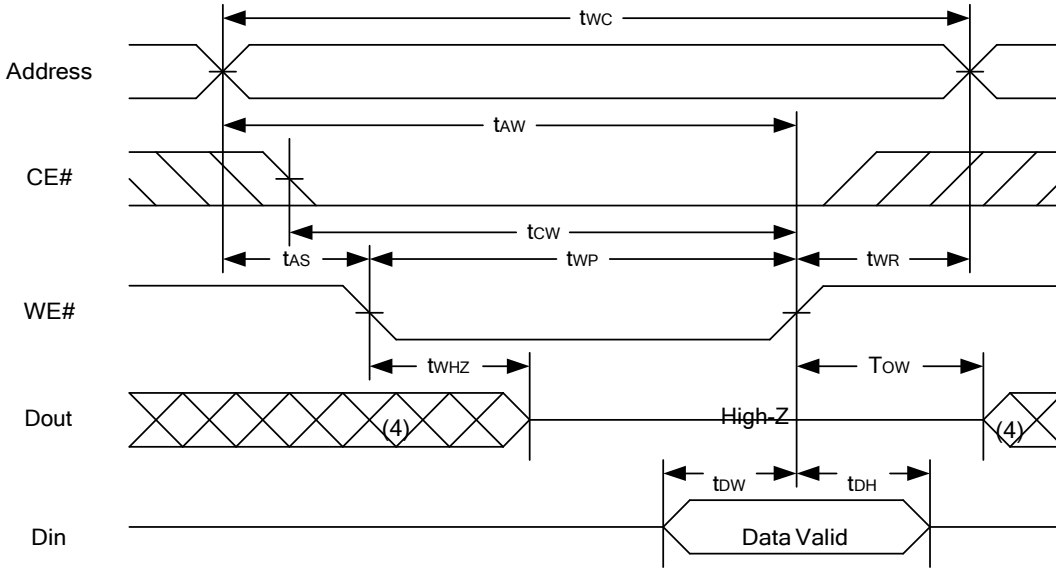 tWC
Address
tAW
CE#
tCW
tAS tWP tWR
WE#
tWHZ TOW
Dout (4) High-Z (4)
tDW tDH
Din Data Valid